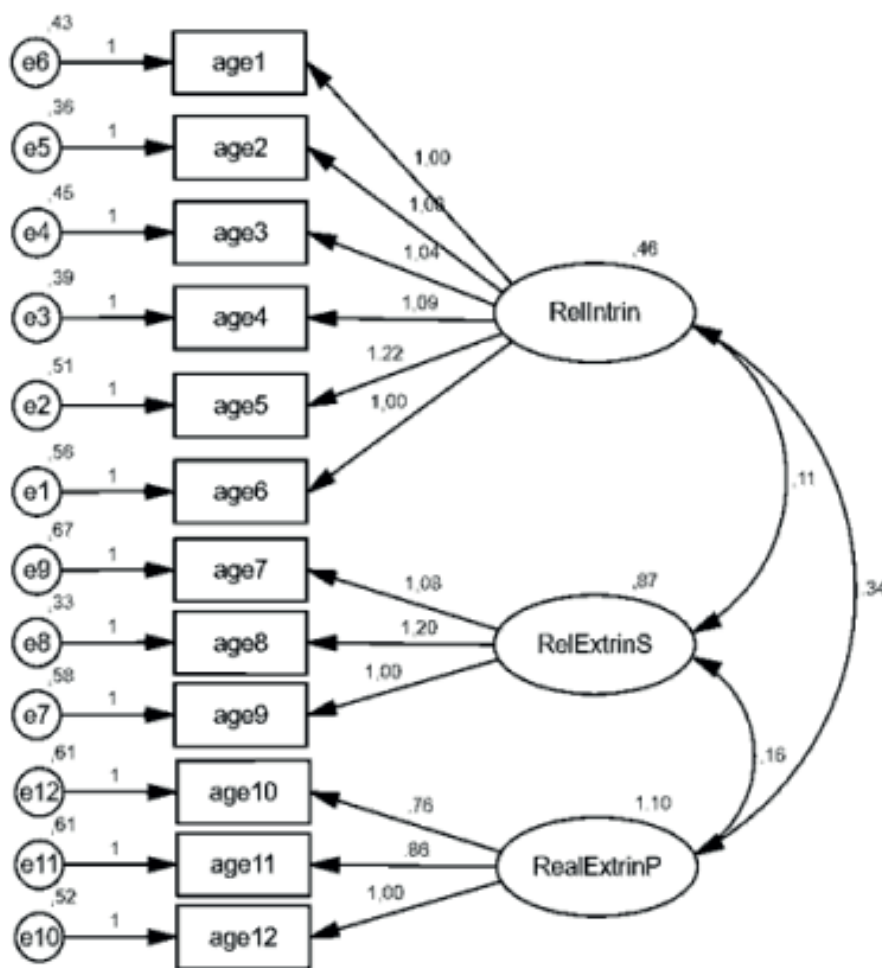 ,43
e6 1 age1
,36
e5 1 age2
1,00
,45
e4 1 age3
1,04
,46
,39
e3 1 age4
1,09
RelIntrin
,51
e2 1 age5
1.22
,56
e1 1 age6
1,00
,11
,67
e9 1 age7
1,08
,87
,34
,33
e8 1 age8
1,20
RelExtrinS
,58
e7 1 age9
1,00
,61
e12 1 age10
,76
,16
1.10
,61
e11 1 age11
,86
RealExtrinP
,52
e10 1 age12
1,00